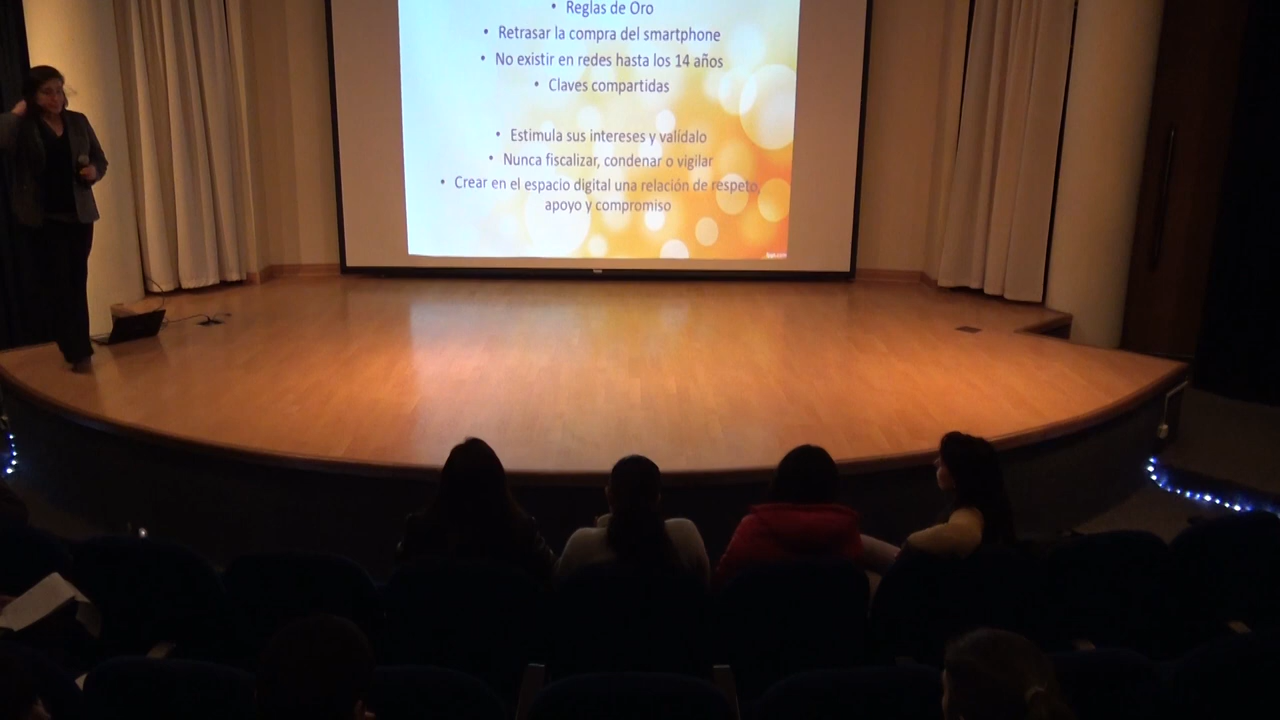 • Reglas de Oro
• Retrasar la compra del smartphone
• No existir en redes hasta los 14 años
• Claves compartidas
• Estimula sus intereses y valídalo
• Nunca fiscalizar, condenar o vigilar
• Crear en el espacio digital una relación de respeto,
apoyo y compromiso